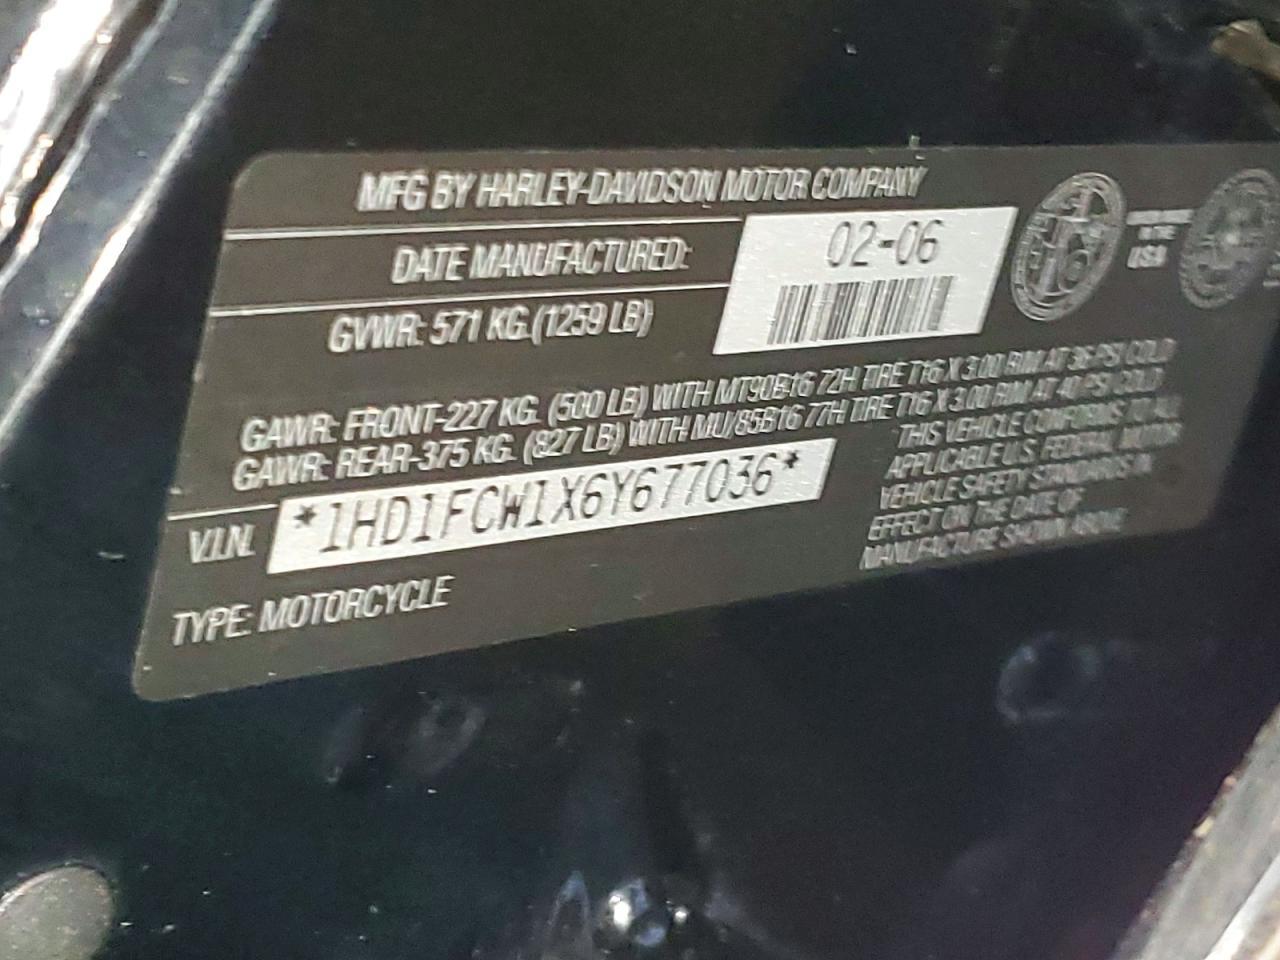 MFG BY HARLEY-DAVIDSON MOTOR COMPANY
DATE MANUFACTURED: 02-06
GVWR: 571 KG.(1259 LB)
GAWR: FRONT-227 KG. (500 LB) WITH MT90B16 72H TIRE T16 X 3.00 RIM AT 36 PSI COLD
GAWR: REAR-375 KG. (827 LB) WITH MU/85B16 77H TIRE T16 X 3.00 RIM AT 40 PSI COLD
V.I.N. *1HD1FCW1X6Y677036*
TYPE: MOTORCYCLE
THIS VEHICLE CONFORMS TO ALL
APPLICABLE U.S. FEDERAL MOTOR
VEHICLE SAFETY STANDARDS IN
EFFECT ON THE DATE OF
MANUFACTURE SHOWN ABOVE
IN THE
USA